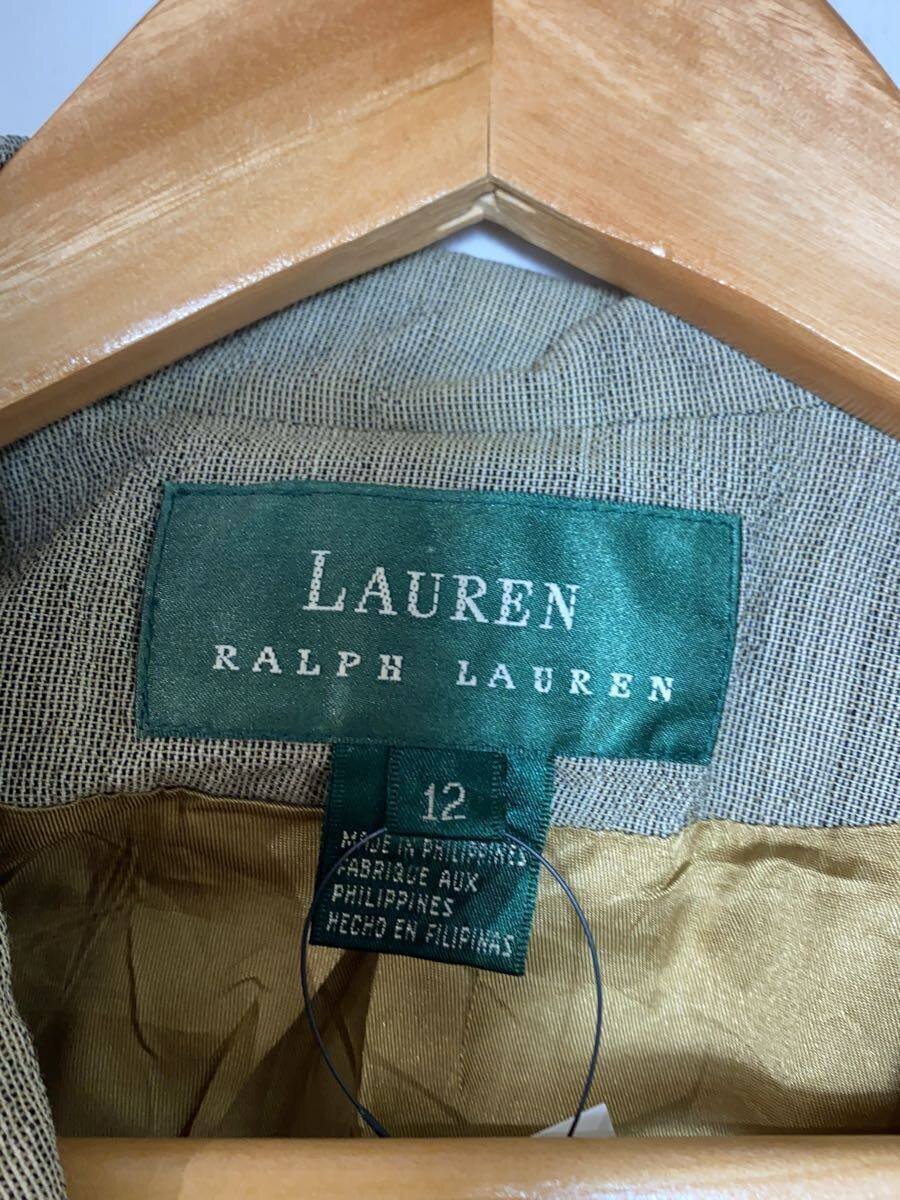 LAUREN
RALPH LAUREN
12
MADE IN PHILIPPINES
FABRIQUE AUX
PHILIPPINES
HECHO EN FILIPINAS